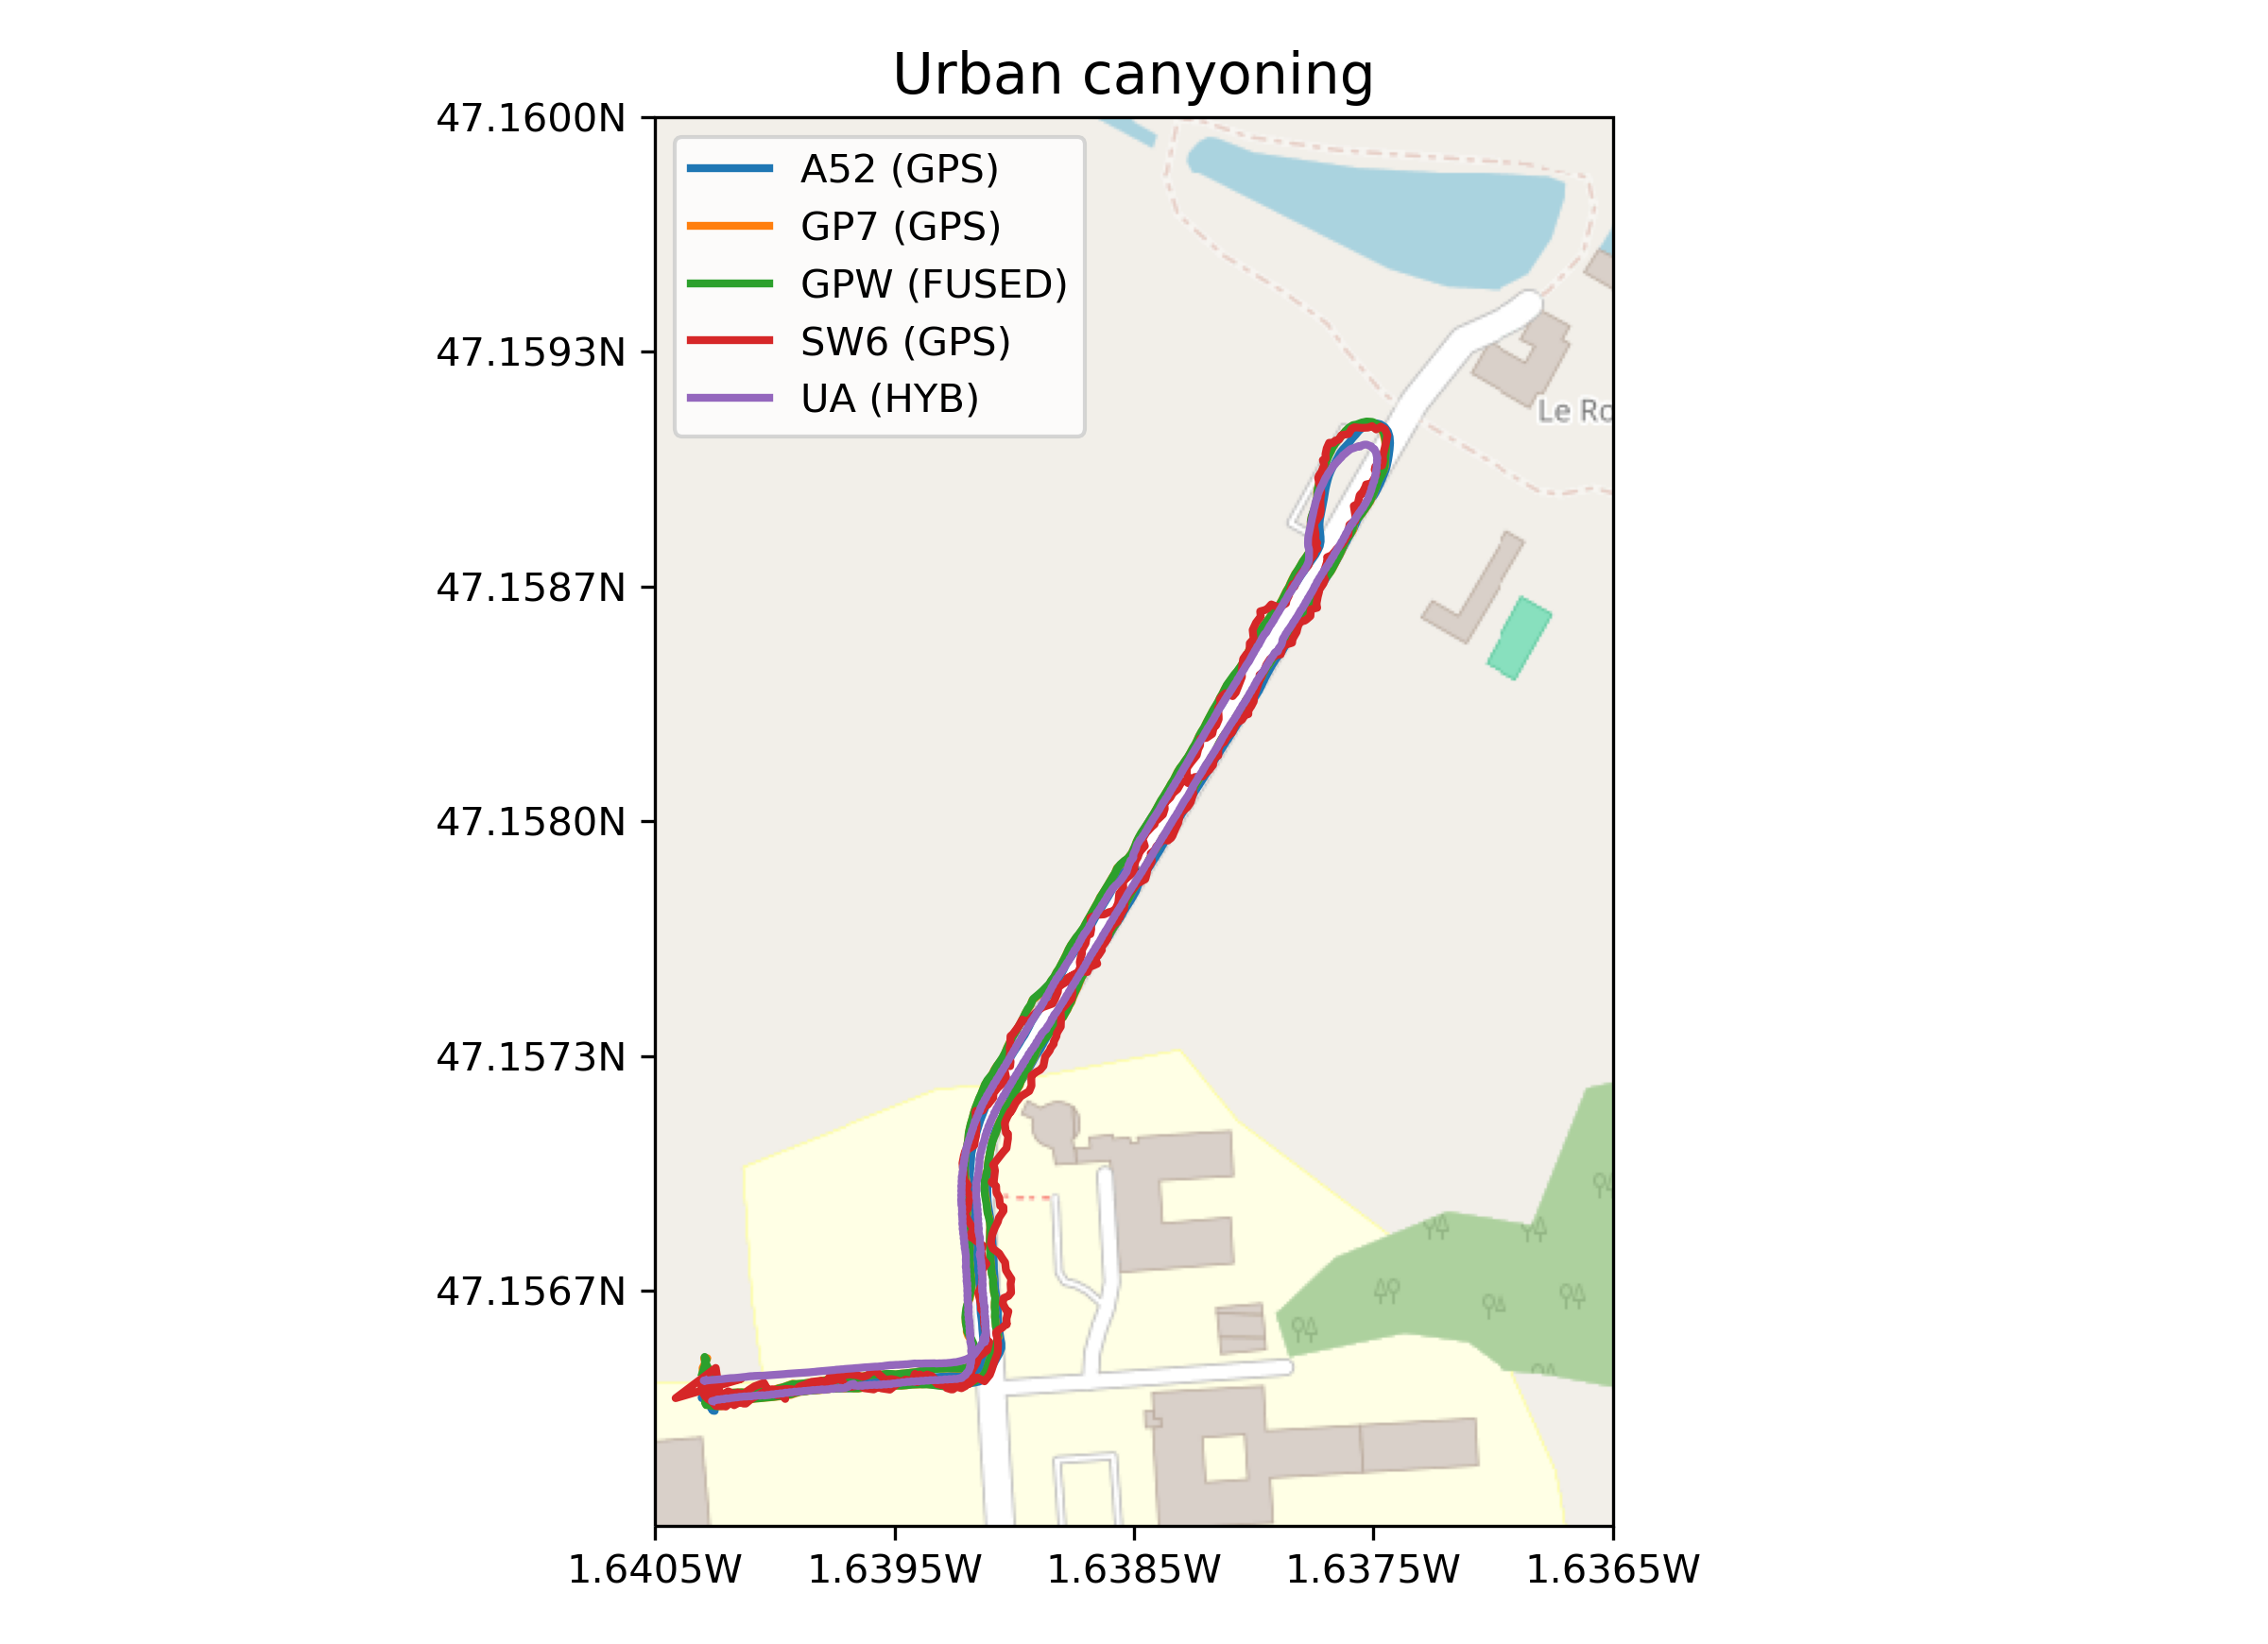 Urban canyoning
47.1600N
A52 (GPS)
GP7 (GPS)
GPW (FUSED)
SW6 (GPS)
UA (HYB)
47.1593N
Le Ro
47.1587N
47.1580N
47.1573N
47.1567N
1.6405W 1.6395W 1.6385W 1.6375W 1.6365W